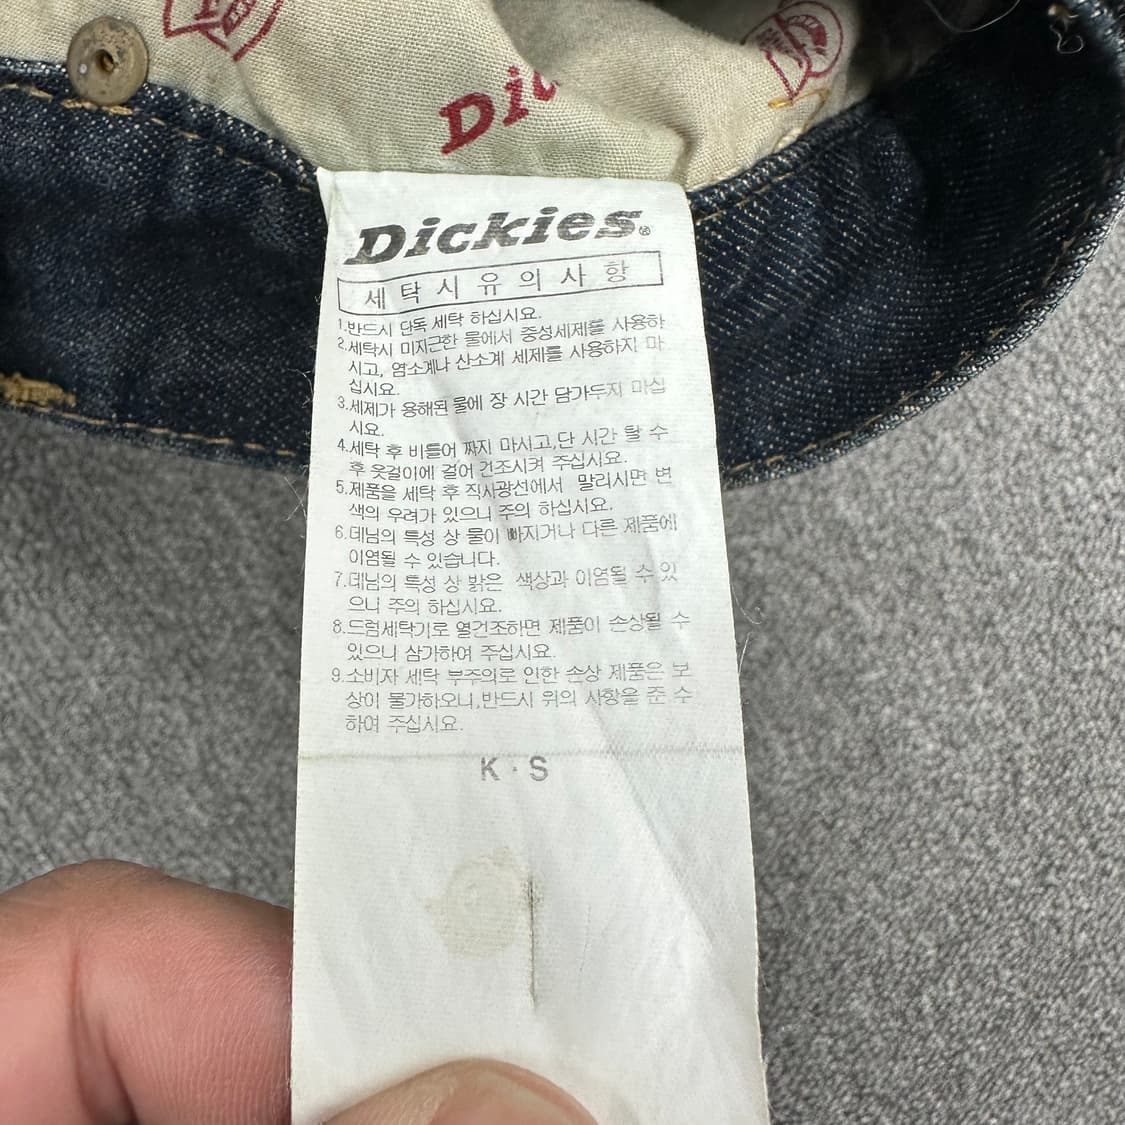 Dic
Dickies®
세탁시유의사항
1.반드시 단독 세탁 하십시요.
2.세탁시 미지근한 물에서 중성세제를 사용하
시고, 염소계나 산소계 세제를 사용하지 마
십시요.
3.세제가 용해된 물에 장 시간 담가두지 마십
시요.
4.세탁 후 비틀어 짜지 마시고,단 시간 탈 수
후 옷걸이에 걸어 건조시켜 주십시요.
5.제품을 세탁 후 직사광선에서 말리시면 변
색의 우려가 있으니 주의 하십시요.
6.데님의 특성 상 물이 빠지거나 다른 제품에
이염될 수 있습니다.
7.데님의 특성 상 밝은 색상과 이염될 수 있
으니 주의 하십시요.
8.드럼세탁기로 열건조하면 제품이 손상될 수
있으니 삼가하여 주십시요.
9.소비자 세탁 부주의로 인한 손상 제품은 보
상이 불가하오니,반드시 위의 사항을 준 수
하여 주십시요.
K·S